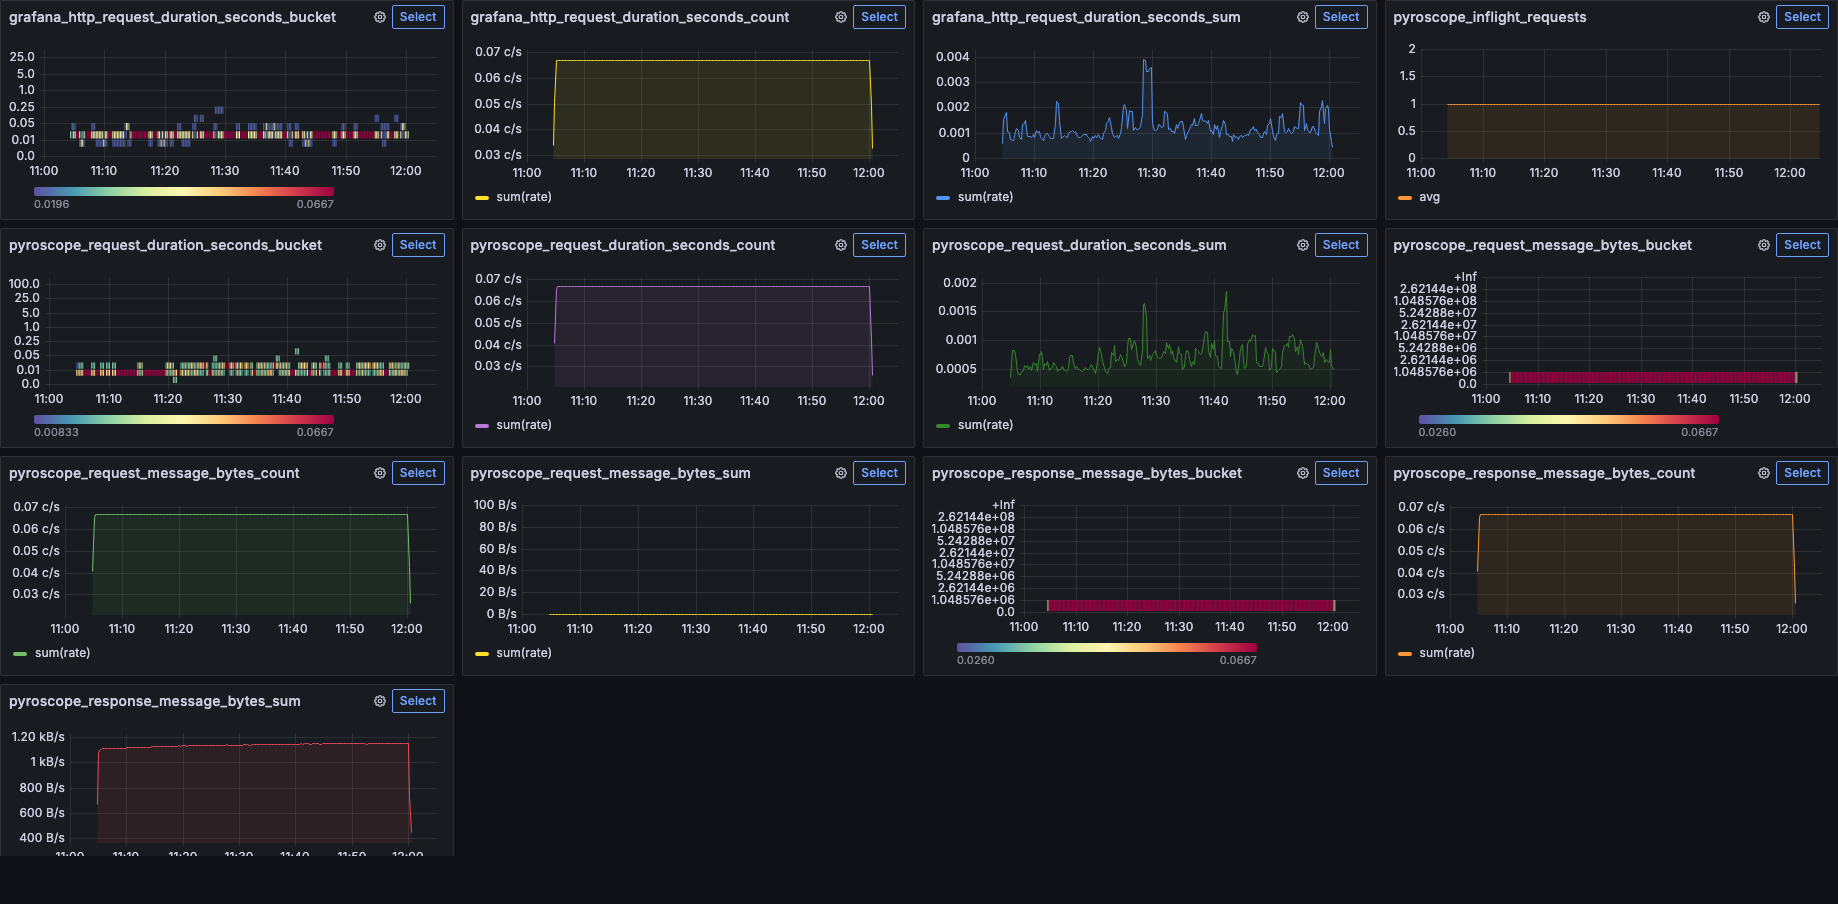 grafana_http_request_duration_seconds_bucket Select
25.0
5.0
1.0
0.25
0.05
0.01
0.0
11:00 11:10 11:20 11:30 11:40 11:50 12:00
0.0196 0.0667
grafana_http_request_duration_seconds_count Select
0.07 c/s
0.06 c/s
0.05 c/s
0.04 c/s
0.03 c/s
11:00 11:10 11:20 11:30 11:40 11:50 12:00
sum(rate)
grafana_http_request_duration_seconds_sum Select
0.004
0.003
0.002
0.001
0
11:00 11:10 11:20 11:30 11:40 11:50 12:00
sum(rate)
pyroscope_inflight_requests Select
2
1.5
1
0.5
0
11:00 11:10 11:20 11:30 11:40 11:50 12:00
avg
pyroscope_request_duration_seconds_bucket Select
100.0
25.0
5.0
1.0
0.25
0.05
0.01
0.0
11:00 11:10 11:20 11:30 11:40 11:50 12:00
0.00833 0.0667
pyroscope_request_duration_seconds_count Select
0.07 c/s
0.06 c/s
0.05 c/s
0.04 c/s
0.03 c/s
11:00 11:10 11:20 11:30 11:40 11:50 12:00
sum(rate)
pyroscope_request_duration_seconds_sum Select
0.002
0.0015
0.001
0.0005
11:00 11:10 11:20 11:30 11:40 11:50 12:00
sum(rate)
pyroscope_request_message_bytes_bucket Select
+Inf
2.62144e+08
1.048576e+08
5.24288e+07
2.62144e+07
1.048576e+07
5.24288e+06
2.62144e+06
1.048576e+06
0.0
11:00 11:10 11:20 11:30 11:40 11:50 12:00
0.0260 0.0667
pyroscope_request_message_bytes_count Select
0.07 c/s
0.06 c/s
0.05 c/s
0.04 c/s
0.03 c/s
11:00 11:10 11:20 11:30 11:40 11:50 12:00
sum(rate)
pyroscope_request_message_bytes_sum Select
100 B/s
80 B/s
60 B/s
40 B/s
20 B/s
0 B/s
11:00 11:10 11:20 11:30 11:40 11:50 12:00
sum(rate)
pyroscope_response_message_bytes_bucket Select
+Inf
2.62144e+08
1.048576e+08
5.24288e+07
2.62144e+07
1.048576e+07
5.24288e+06
2.62144e+06
1.048576e+06
0.0
11:00 11:10 11:20 11:30 11:40 11:50 12:00
0.0260 0.0667
pyroscope_response_message_bytes_count Select
0.07 c/s
0.06 c/s
0.05 c/s
0.04 c/s
0.03 c/s
11:00 11:10 11:20 11:30 11:40 11:50 12:00
sum(rate)
pyroscope_response_message_bytes_sum Select
1.20 kB/s
1 kB/s
800 B/s
600 B/s
400 B/s
11:00 11:10 11:20 11:30 11:40 11:50 12:00